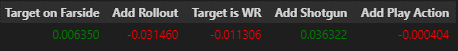 Target on Farside Add Rollout Target is WR Add Shotgun Add Play Action
0.006350 -0.031460 -0.011306 0.036322 -0.000404